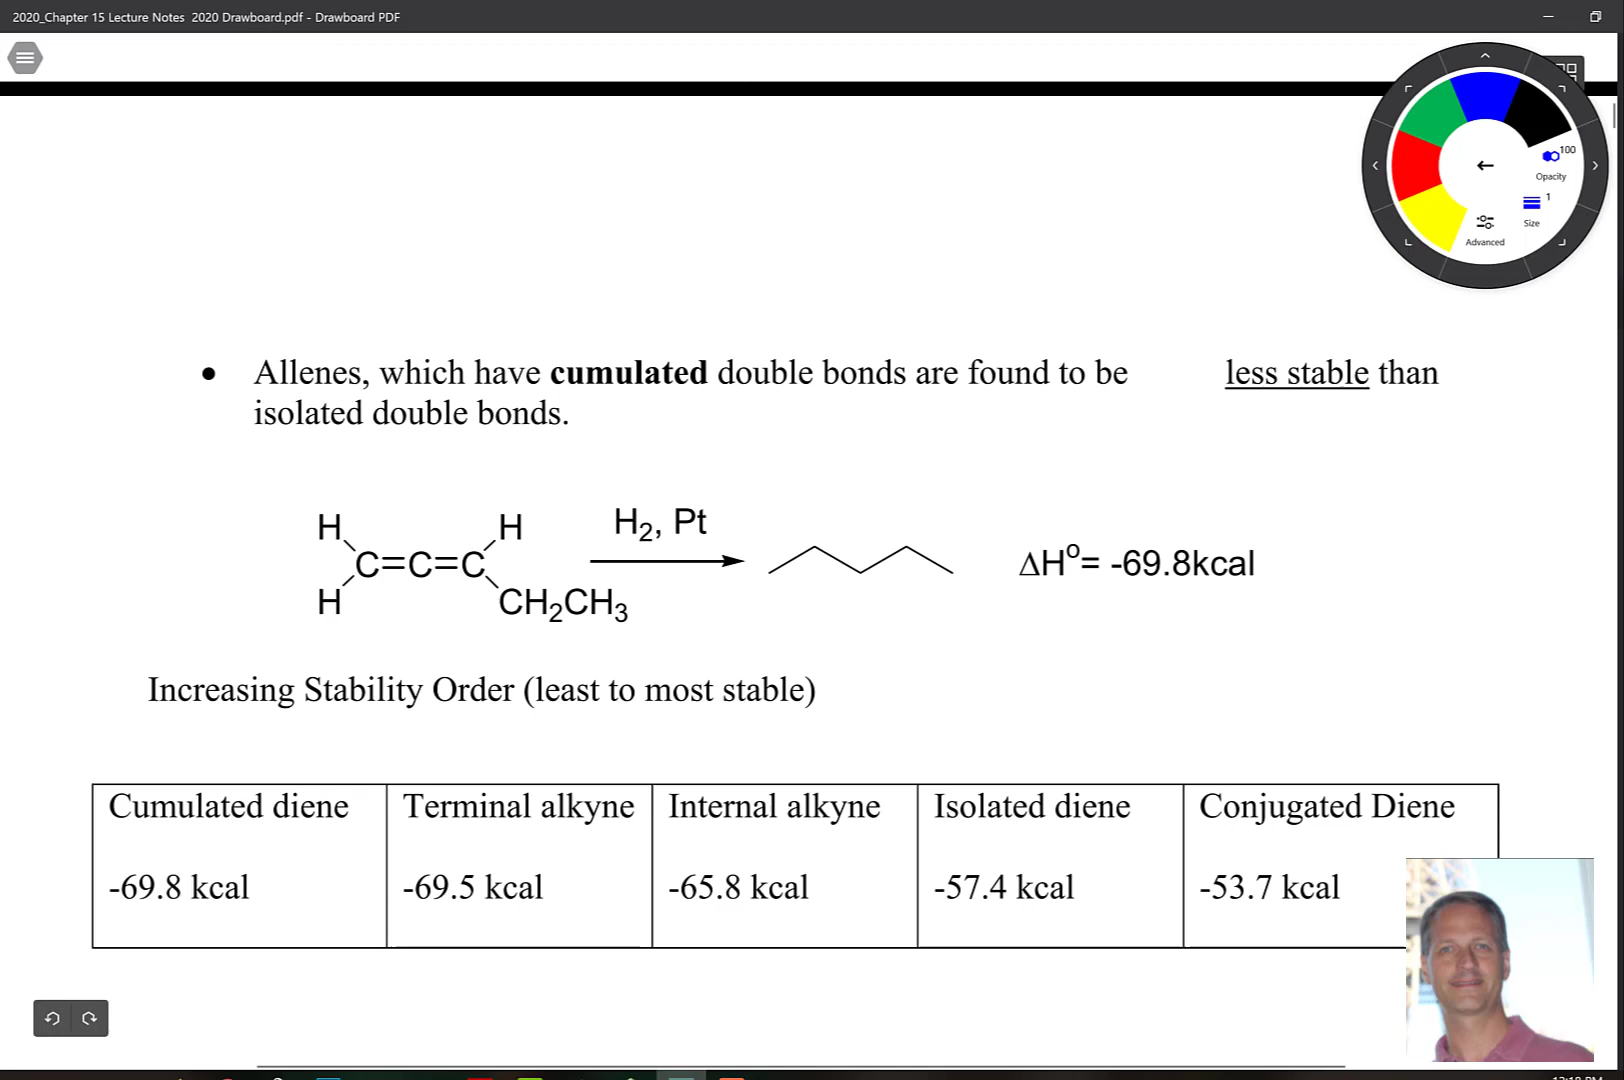 2020_Chapter 15 Lecture Notes 2020 Drawboard.pdf - Drawboard PDF
100
Opacity
1
Size
Advanced
• Allenes, which have cumulated double bonds are found to be less stable than
isolated double bonds.
H H H₂, Pt
C=C=C ΔH°= -69.8kcal
H CH₂CH₃
Increasing Stability Order (least to most stable)
Cumulated diene Terminal alkyne Internal alkyne Isolated diene Conjugated Diene
-69.8 kcal -69.5 kcal -65.8 kcal -57.4 kcal -53.7 kcal